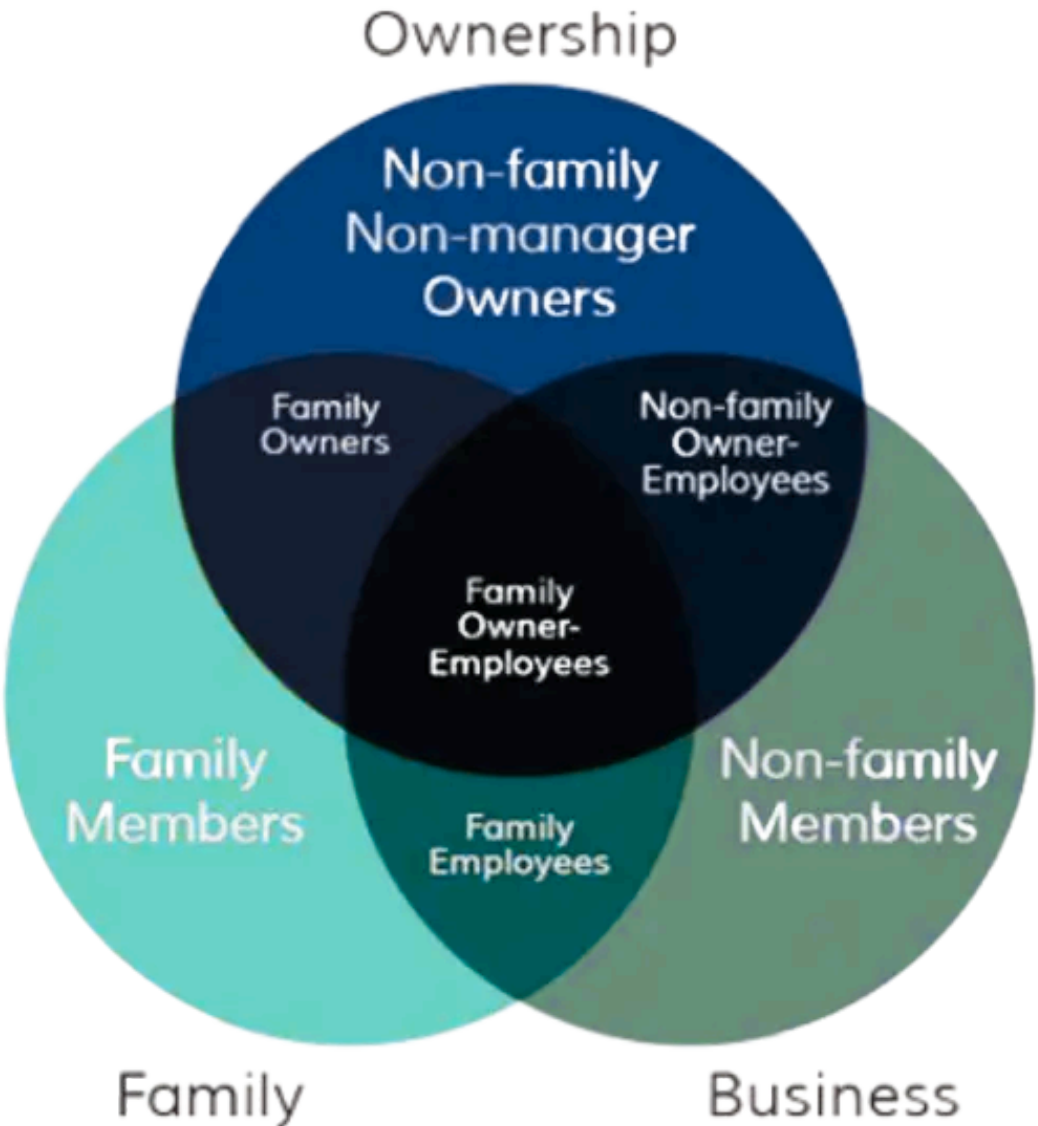 Ownership
Non-family
Non-manager
Owners
Family
Owners
Non-family
Owner-
Employees
Family
Owner-
Employees
Family
Members
Non-family
Members
Family
Employees
Family
Business